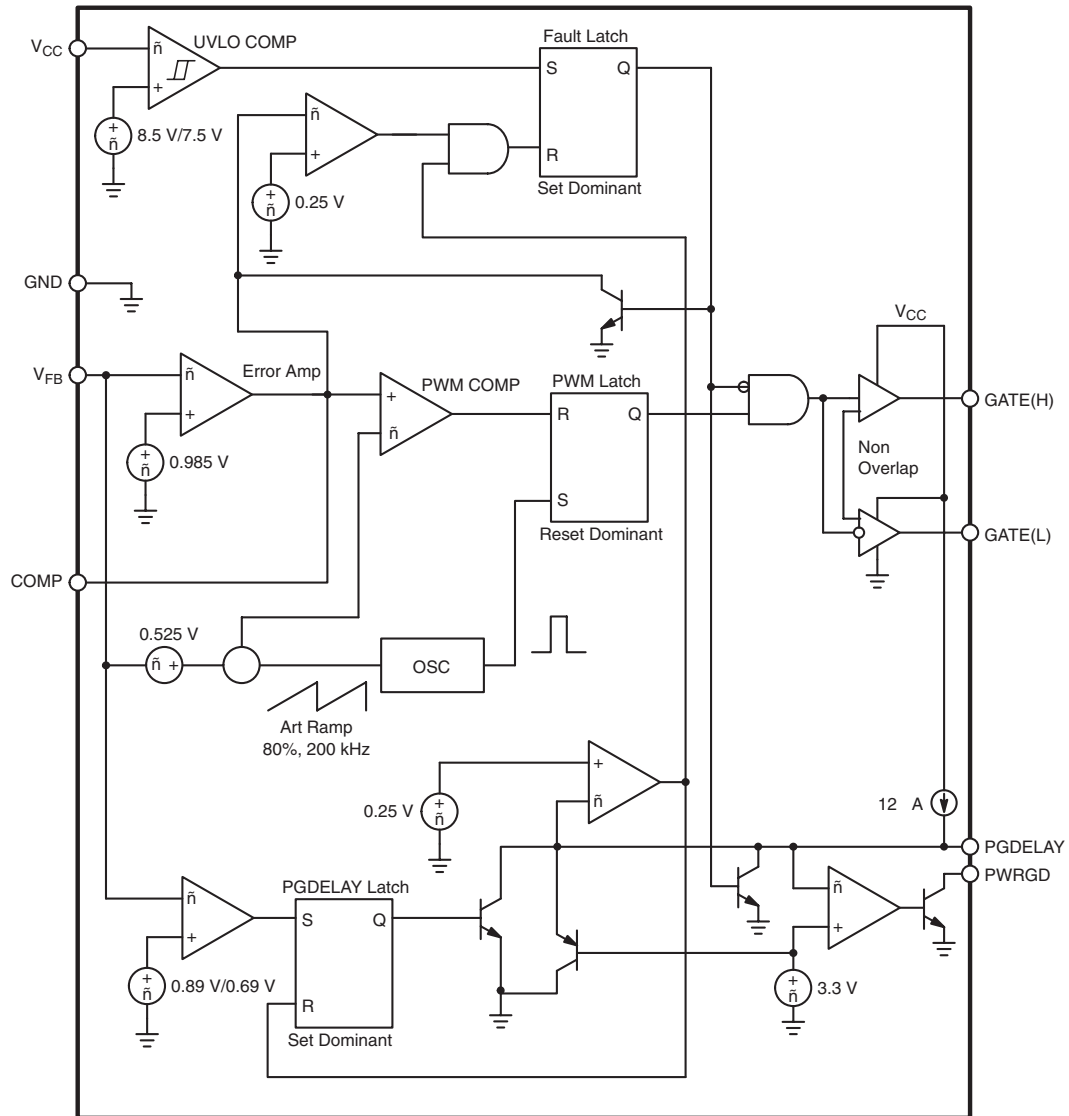 VCC
ñ
UVLO COMP
+
+
ñ
8.5 V/7.5 V
Fault Latch
S
Q
R
Set Dominant
ñ
+
+
ñ
0.25 V
GND
VFB
ñ
Error Amp
+
+
ñ
0.985 V
+
PWM COMP
ñ
PWM Latch
R
Q
S
Reset Dominant
VCC
GATE(H)
Non
Overlap
GATE(L)
COMP
0.525 V
ñ +
OSC
Art Ramp
80%, 200 kHz
+
ñ
0.25 V
+
ñ
12 A
PGDELAY
PWRGD
ñ
+
+
ñ
0.89 V/0.69 V
PGDELAY Latch
S
Q
R
Set Dominant
ñ
+
+
ñ
3.3 V